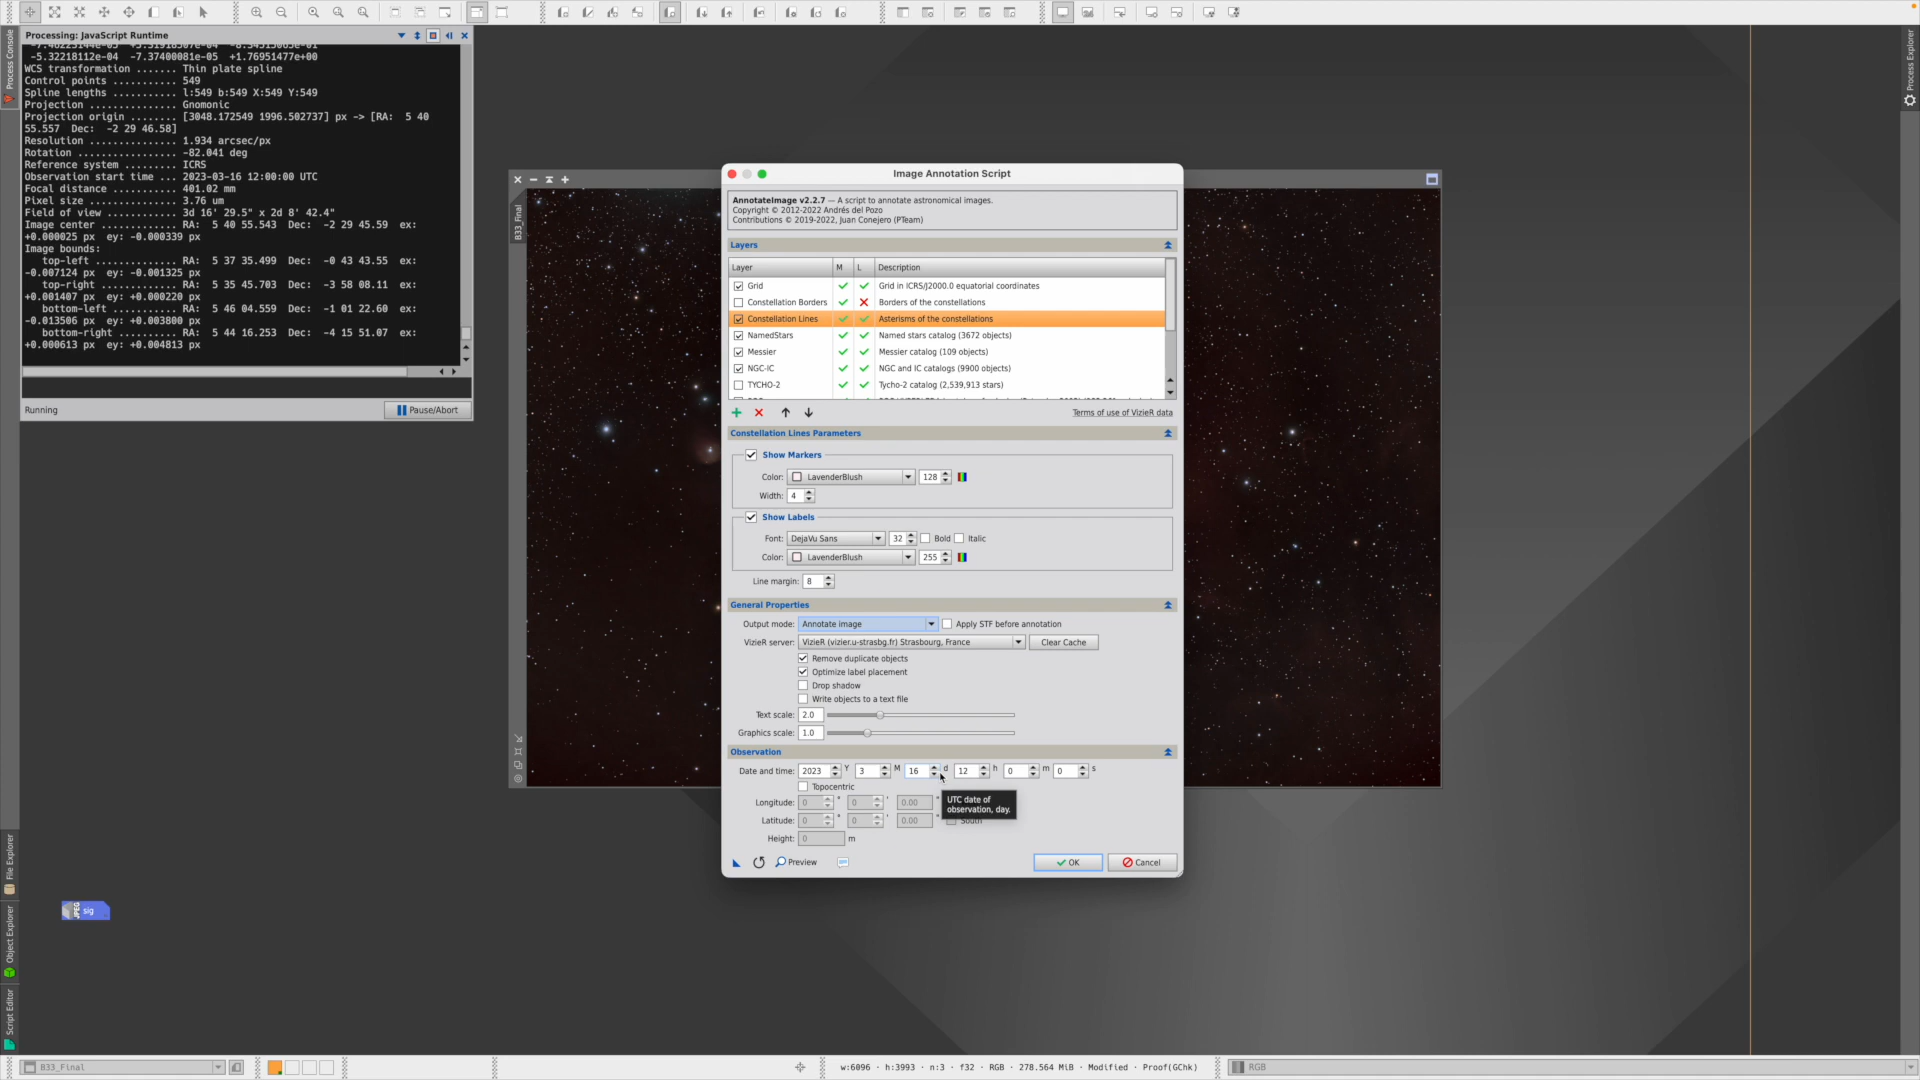 Processing: JavaScript Runtime
-5.32218112e-04  -7.37400081e-05  +1.76951477e+00
WCS transformation ....... Thin plate spline
Control points ........... 549
Spline lengths ........... l:549 b:549 X:549 Y:549
Projection ............... Gnomonic
Projection origin ........ [3048.172549 1996.502737] px -> [RA:  5 40
55.557  Dec:  -2 29 46.58]
Resolution ............... 1.934 arcsec/px
Rotation ................. -82.041 deg
Reference system ......... ICRS
Observation start time ... 2023-03-16 12:00:00 UTC
Focal distance ........... 401.02 mm
Pixel size ............... 3.76 um
Field of view ............ 3d 16' 29.5" x 2d 8' 42.4"
Image center ............. RA:  5 40 55.543  Dec:  -2 29 45.59  ex:
+0.000025 px  ey: -0.000339 px
Image bounds:
top-left ............... RA:  5 37 35.499  Dec:  -0 43 43.55  ex:
-0.007124 px  ey: -0.001325 px
top-right .............. RA:  5 35 45.703  Dec:  -3 58 08.11  ex:
+0.001407 px  ey: +0.000220 px
bottom-left ............ RA:  5 46 04.559  Dec:  -1 01 22.60  ex:
-0.013506 px  ey: +0.003800 px
bottom-right ........... RA:  5 44 16.253  Dec:  -4 15 51.07  ex:
+0.000613 px  ey: +0.004813 px
Running
Pause/Abort
Process Console
File Explorer
Object Explorer
Script Editor
Process Explorer
JPEG sig
B33_Final
Image Annotation Script
AnnotateImage v2.2.7 — A script to annotate astronomical images.
Copyright © 2012-2022 Andrés del Pozo
Contributions © 2019-2022, Juan Conejero (PTeam)
Layers
Layer M L Description
Grid Grid in ICRS/J2000.0 equatorial coordinates
Constellation Borders Borders of the constellations
Constellation Lines Asterisms of the constellations
NamedStars Named stars catalog (3672 objects)
Messier Messier catalog (109 objects)
NGC-IC NGC and IC catalogs (9900 objects)
TYCHO-2 Tycho-2 catalog (2,539,913 stars)
Terms of use of VizieR data
Constellation Lines Parameters
Show Markers
Color: LavenderBlush 128
Width: 4
Show Labels
Font: DejaVu Sans 32 Bold Italic
Color: LavenderBlush 255
Line margin: 8
General Properties
Output mode: Annotate image Apply STF before annotation
VizieR server: VizieR (vizier.u-strasbg.fr) Strasbourg, France Clear Cache
Remove duplicate objects
Optimize label placement
Drop shadow
Write objects to a text file
Text scale: 2.0
Graphics scale: 1.0
Observation
Date and time: 2023 Y 3 M 16 d 12 h 0 m 0 s
Topocentric
Longitude: 0 ° 0 ' 0.00 "
Latitude: 0 ° 0 ' 0.00 " South
Height: 0 m
UTC date of
observation, day.
Preview
OK
Cancel
B33_Final
w:6096 · h:3993 · n:3 · f32 · RGB · 278.564 MiB · Modified · Proof(GChk)
RGB